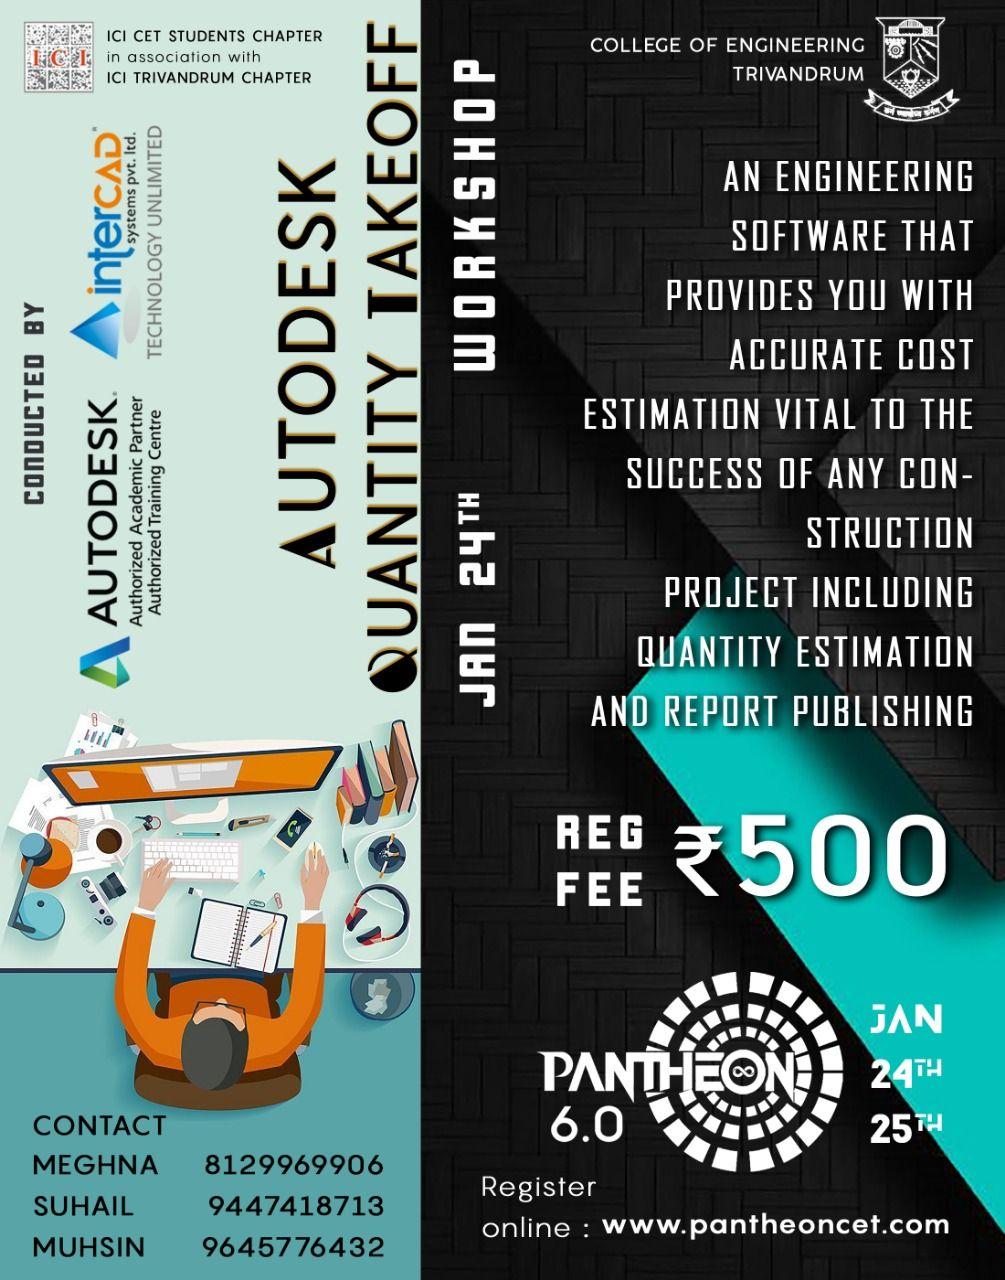 ICI
ICI CET STUDENTS CHAPTER
in association with
ICI TRIVANDRUM CHAPTER
COLLEGE OF ENGINEERING
TRIVANDRUM
CONDUCTED BY
AUTODESK
Authorized Academic Partner
Authorized Training Centre
interCAD
systems pvt. ltd.
TECHNOLOGY UNLIMITED
AUTODESK
QUANTITY TAKEOFF
JAN 24TH WORKSHOP
AN ENGINEERING
SOFTWARE THAT
PROVIDES YOU WITH
ACCURATE COST
ESTIMATION VITAL TO THE
SUCCESS OF ANY CON-
STRUCTION
PROJECT INCLUDING
QUANTITY ESTIMATION
AND REPORT PUBLISHING
REG
FEE
₹500
PANTHEON
6.0
JAN
24TH
25TH
CONTACT
MEGHNA 8129969906
SUHAIL 9447418713
MUHSIN 9645776432
Register
online : www.pantheoncet.com